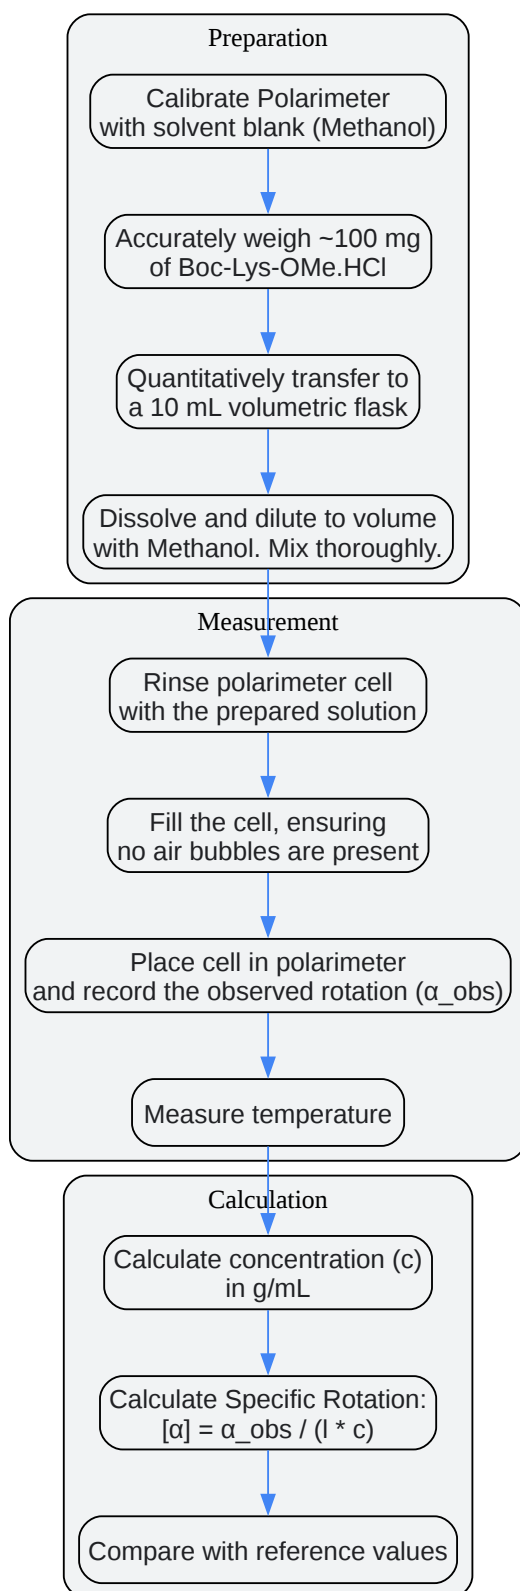 Preparation
Calibrate Polarimeter
with solvent blank (Methanol)
Accurately weigh ~100 mg
of Boc-Lys-OMe.HCl
Quantitatively transfer to
a 10 mL volumetric flask
Dissolve and dilute to volume
with Methanol. Mix thoroughly.
Measurement
Rinse polarimeter cell
with the prepared solution
Fill the cell, ensuring
no air bubbles are present
Place cell in polarimeter
and record the observed rotation (α_obs)
Measure temperature
Calculation
Calculate concentration (c)
in g/mL
Calculate Specific Rotation:
[α] = α_obs / (l * c)
Compare with reference values